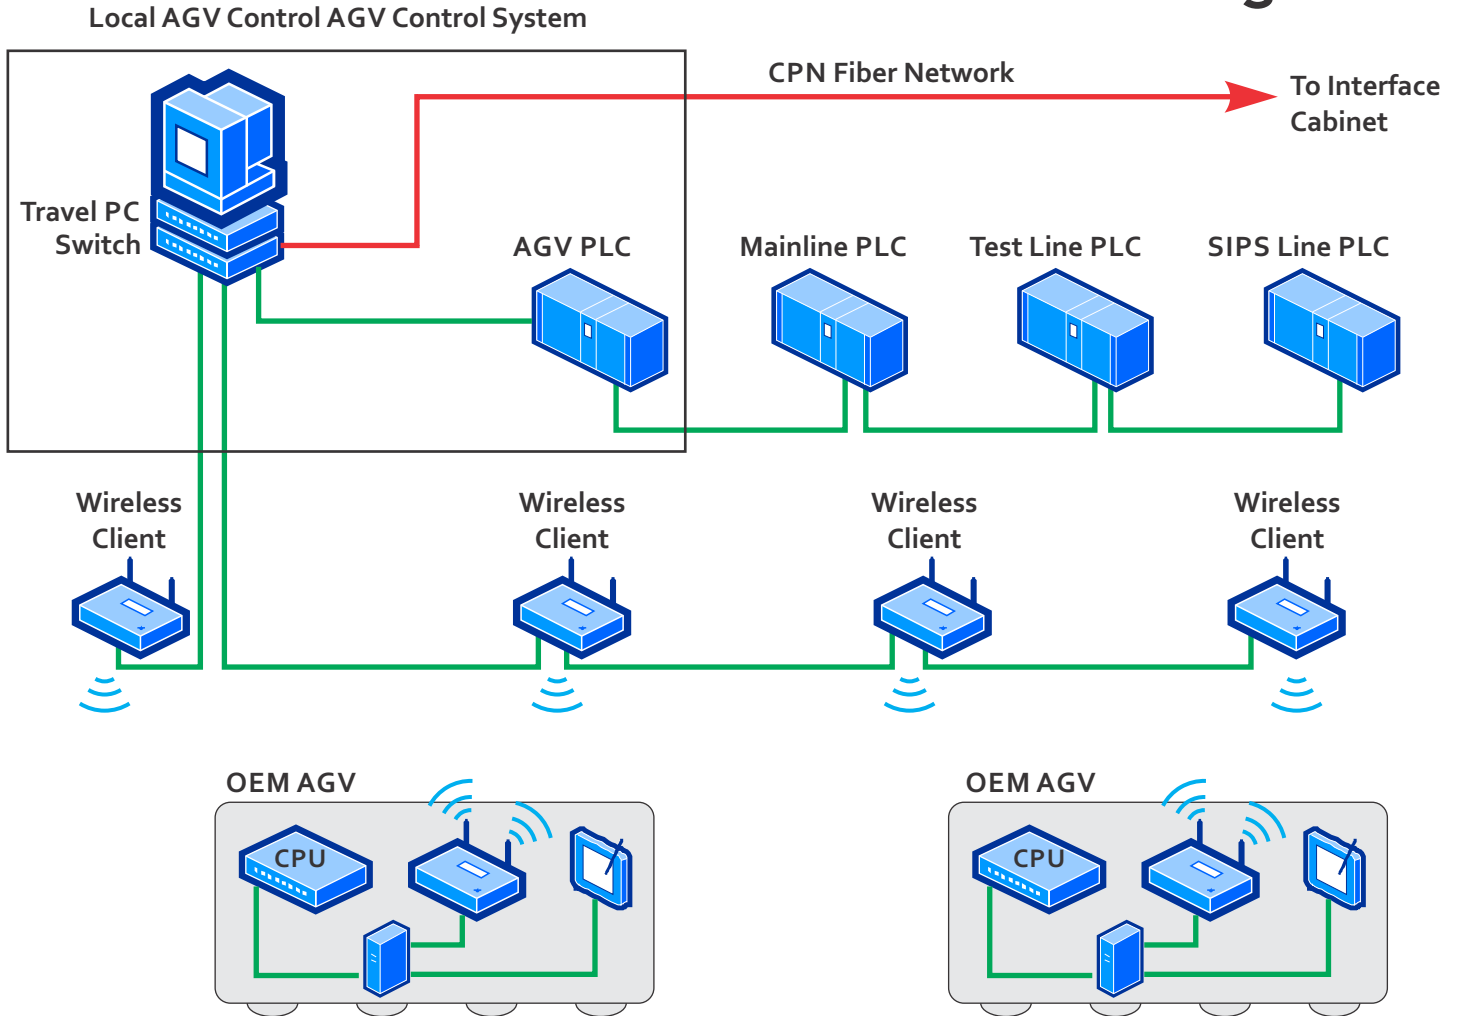 Local AGV Control AGV Control System
CPN Fiber Network
To Interface
Cabinet
Travel PC
Switch
AGV PLC
Mainline PLC
Test Line PLC
SIPS Line PLC
Wireless
Client
Wireless
Client
Wireless
Client
Wireless
Client
OEM AGV
CPU
OEM AGV
CPU